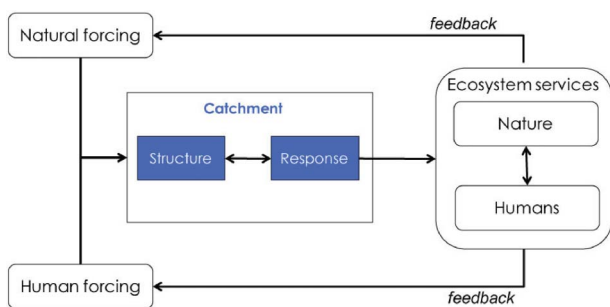 Natural forcing
feedback
Ecosystem services
Catchment
Nature
Structure
Response
Humans
Human forcing
feedback